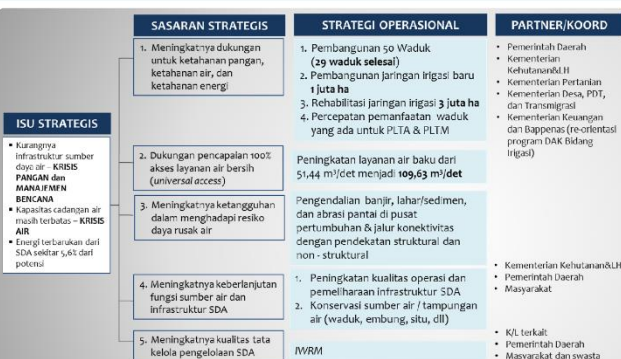 SASARAN STRATEGIS
STRATEGI OPERASIONAL
PARTNER/KOORD
ISU STRATEGIS
• Kurangnya
infrastruktur sumber
daya air – KRISIS
PANGAN dan
MANAJEMEN
BENCANA
• Kapasitas cadangan air
masih terbatas – KRISIS
AIR
• Energi terbarukan dari
SDA sekitar 5,6% dari
potensi
1. Meningkatnya dukungan
untuk ketahanan pangan,
ketahanan air, dan
ketahanan energi
1. Pembangunan 50 Waduk
(29 waduk selesai)
2. Pembangunan jaringan irigasi baru
1 juta ha
3. Rehabilitasi jaringan irigasi 3 juta ha
4. Percepatan pemanfaatan waduk
yang ada untuk PLTA & PLTM
• Pemerintah Daerah
• Kementerian
Kehutanan&LH
• Kementerian Pertanian
• Kementerian Desa, PDT,
dan Transmigrasi
• Kementerian Keuangan
dan Bappenas (re-orientasi
program DAK Bidang
Irigasi)
2. Dukungan pencapaian 100%
akses layanan air bersih
(universal access)
Peningkatan layanan air baku dari
51,44 m³/det menjadi 109,63 m³/det
3. Meningkatnya ketangguhan
dalam menghadapi resiko
daya rusak air
Pengendalian banjir, lahar/sedimen,
dan abrasi pantai di pusat
pertumbuhan & jalur konektivitas
dengan pendekatan struktural dan
non - struktural
4. Meningkatnya keberlanjutan
fungsi sumber air dan
infrastruktur SDA
1. Peningkatan kualitas operasi dan
pemeliharaan infrastruktur SDA
2. Konservasi sumber air / tampungan
air (waduk, embung, situ, dll)
• Kementerian Kehutanan&LH
• Pemerintah Daerah
• Masyarakat
5. Meningkatnya kualitas tata
kelola pengelolaan SDA
IWRM
• K/L terkait
• Pemerintah Daerah
• Masyarakat dan swasta